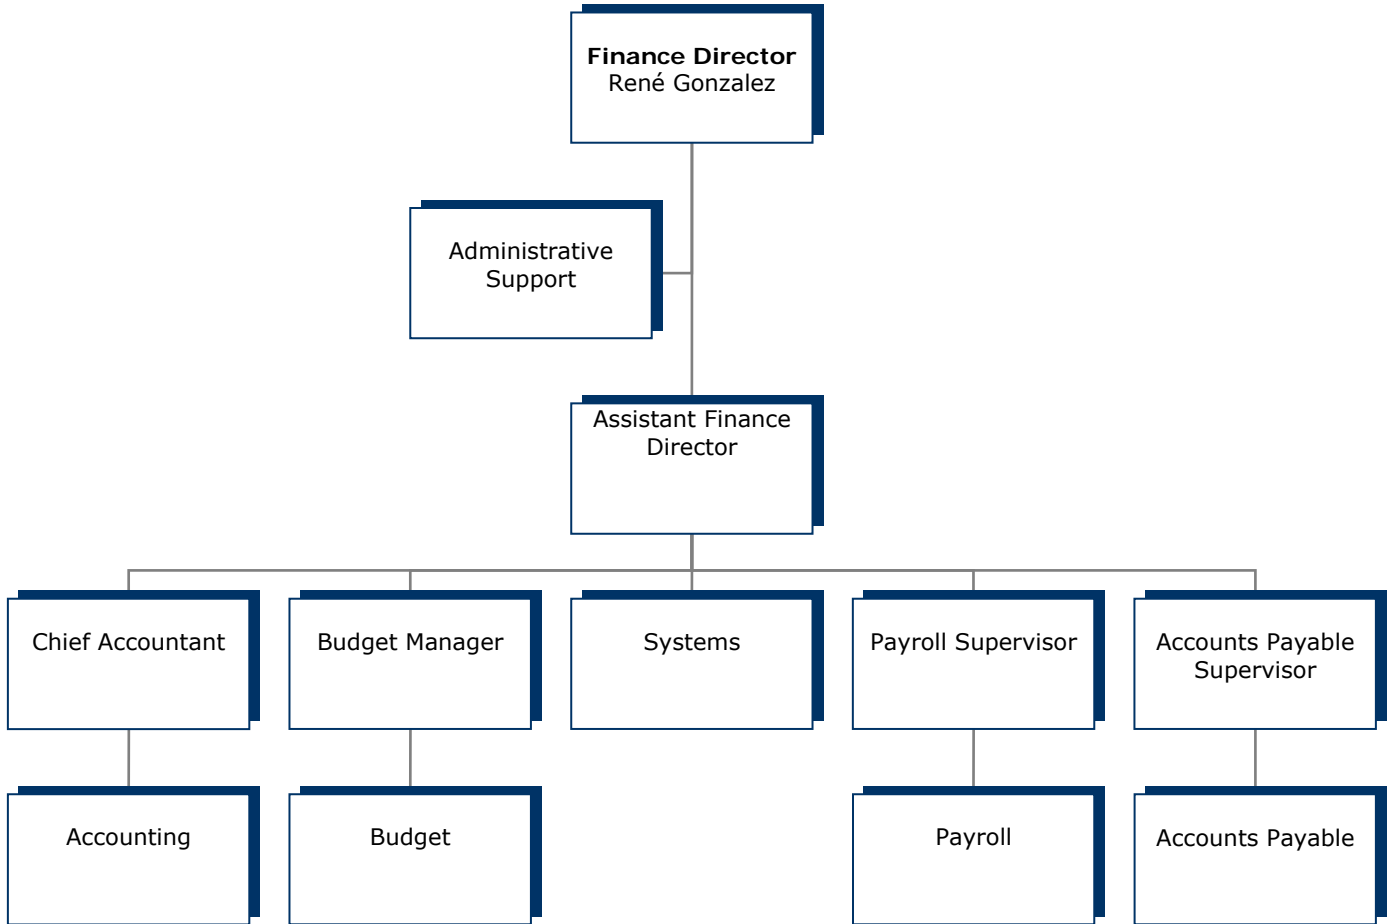 Finance Director
René Gonzalez
Administrative
Support
Assistant Finance
Director
Chief Accountant
Budget Manager
Systems
Payroll Supervisor
Accounts Payable
Supervisor
Accounting
Budget
Payroll
Accounts Payable